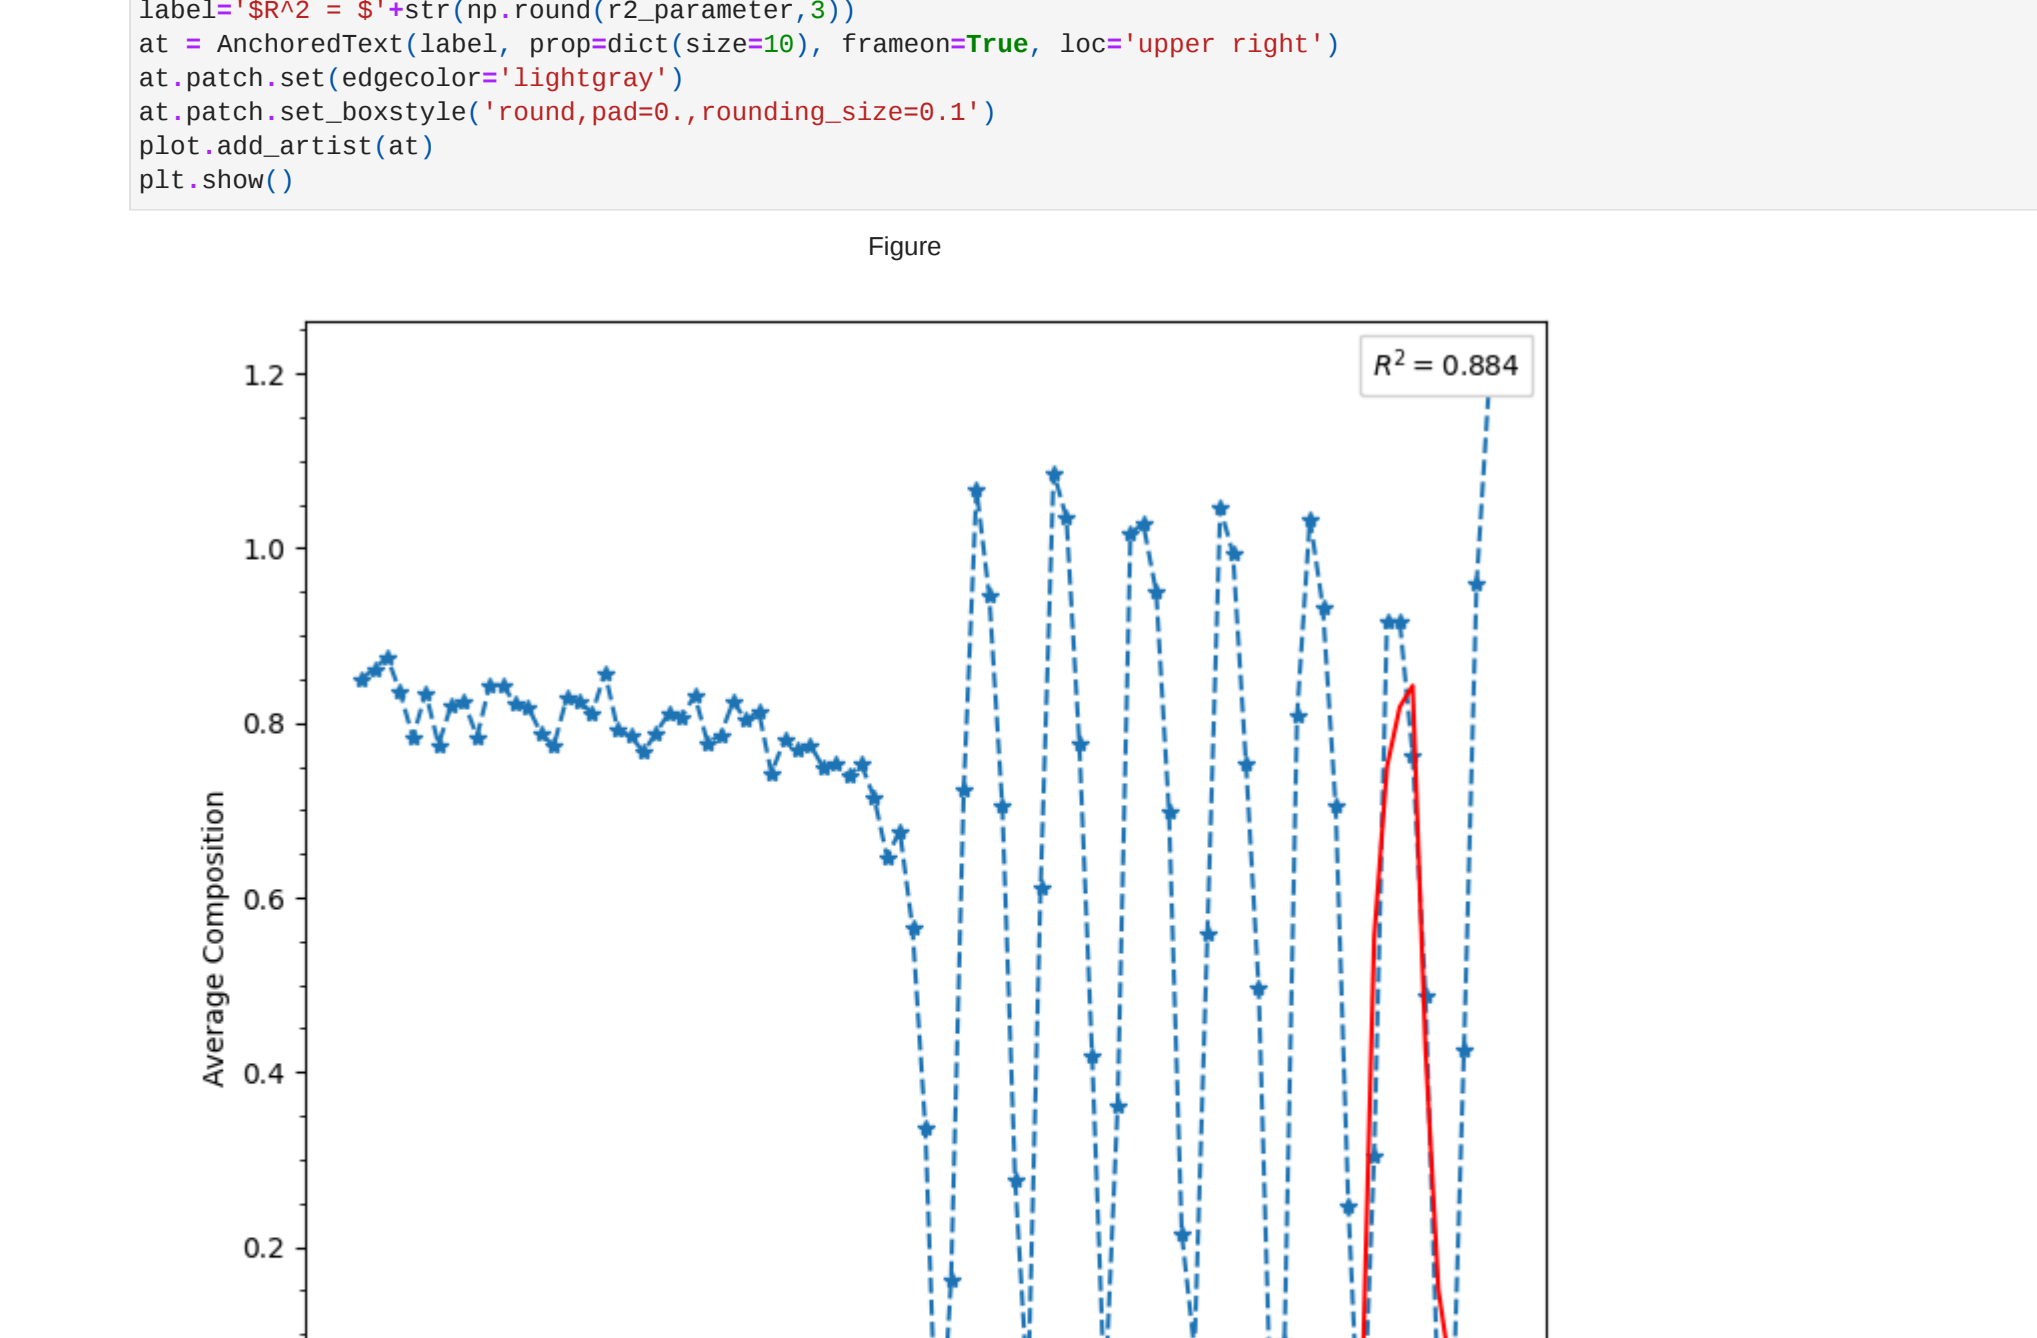 label='$R^2 = $'+str(np.round(r2_parameter,3))
at = AnchoredText(label, prop=dict(size=10), frameon=True, loc='upper right')
at.patch.set(edgecolor='lightgray')
at.patch.set_boxstyle('round,pad=0.,rounding_size=0.1')
plot.add_artist(at)
plt.show()
Figure
R² = 0.884
1.2
1.0
0.8
0.6
0.4
0.2
Average Composition